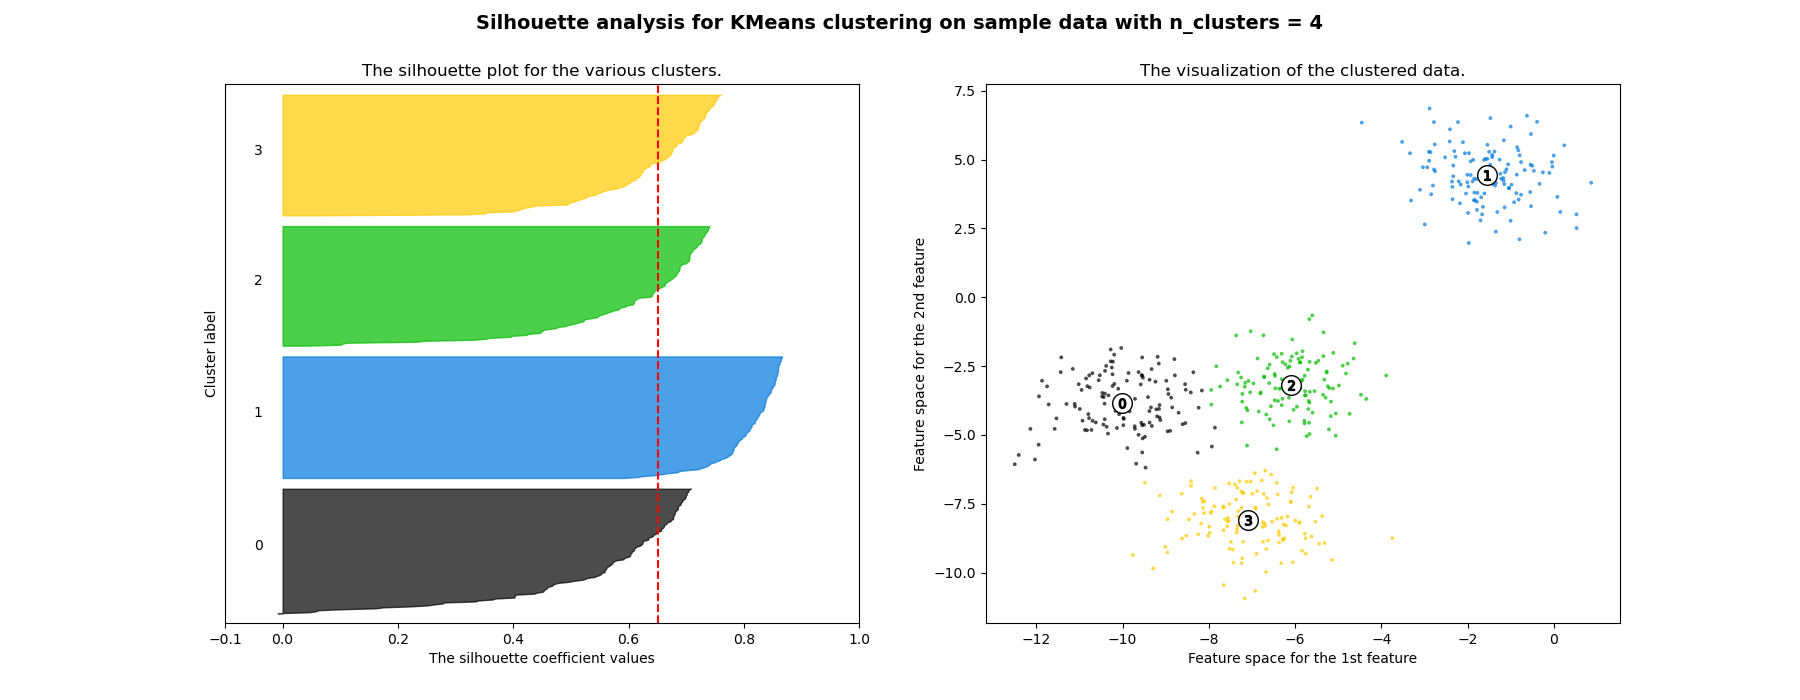 Silhouette analysis for KMeans clustering on sample data with n_clusters = 4
The silhouette plot for the various clusters.
Cluster label
3
2
1
0
−0.1 0.0 0.2 0.4 0.6 0.8 1.0
The silhouette coefficient values
The visualization of the clustered data.
Feature space for the 2nd feature
7.5
5.0
2.5
0.0
−2.5
−5.0
−7.5
−10.0
1
2
0
3
−12 −10 −8 −6 −4 −2 0
Feature space for the 1st feature